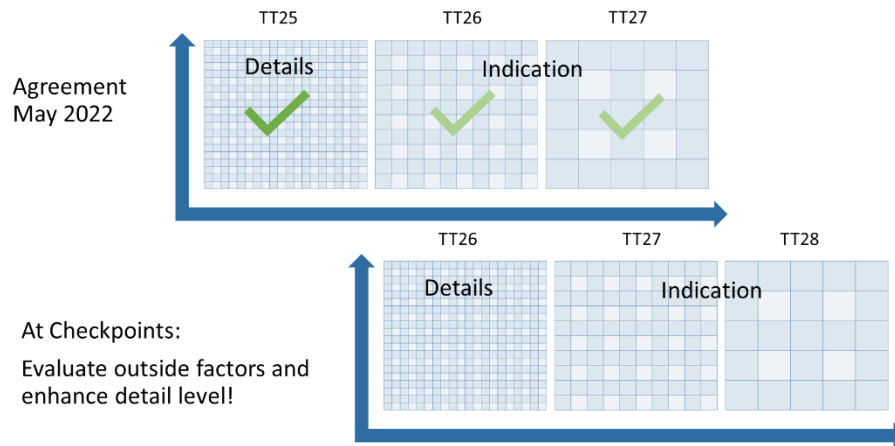 TT25 TT26 TT27
Details Indication
Agreement
May 2022
TT26 TT27 TT28
Details Indication
At Checkpoints:
Evaluate outside factors and
enhance detail level!